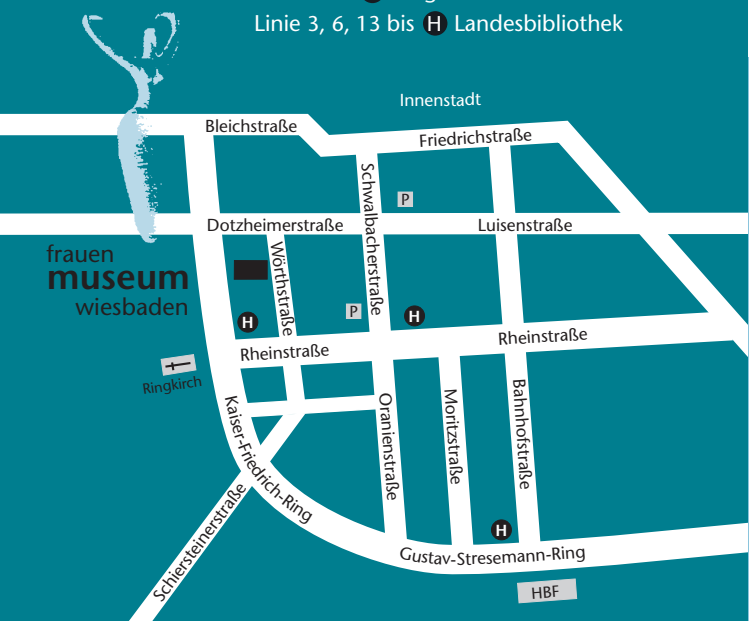 Linie 3, 6, 13 bis H Landesbibliothek
Innenstadt
Bleichstraße
Friedrichstraße
Schwalbacherstraße
P
Dotzheimerstraße
Luisenstraße
frauen
museum
wiesbaden
Wörthstraße
P
H
H
Rheinstraße
Rheinstraße
Ringkirch
Kaiser-Friedrich-Ring
Oranienstraße
Moritzstraße
Bahnhofstraße
Schiersteinerstraße
H
Gustav-Stresemann-Ring
HBF